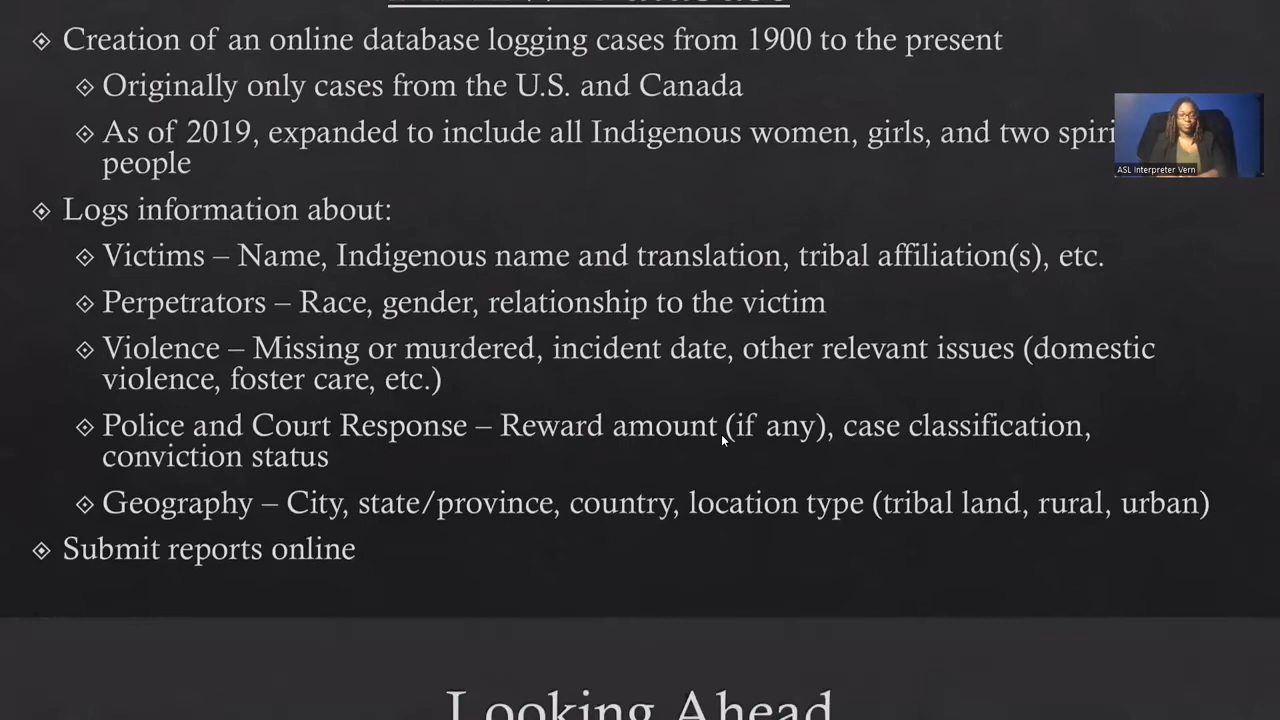 Creation of an online database logging cases from 1900 to the present
Originally only cases from the U.S. and Canada
As of 2019, expanded to include all Indigenous women, girls, and two
people
Logs information about:
Victims – Name, Indigenous name and translation, tribal affiliation(s), etc.
Perpetrators – Race, gender, relationship to the victim
Violence – Missing or murdered, incident date, other relevant issues (domestic
violence, foster care, etc.)
Police and Court Response – Reward amount (if any), case classification,
conviction status
Geography – City, state/province, country, location type (tribal land, rural, urban)
Submit reports online
Looking Ahead
ASL Interpreter Vern